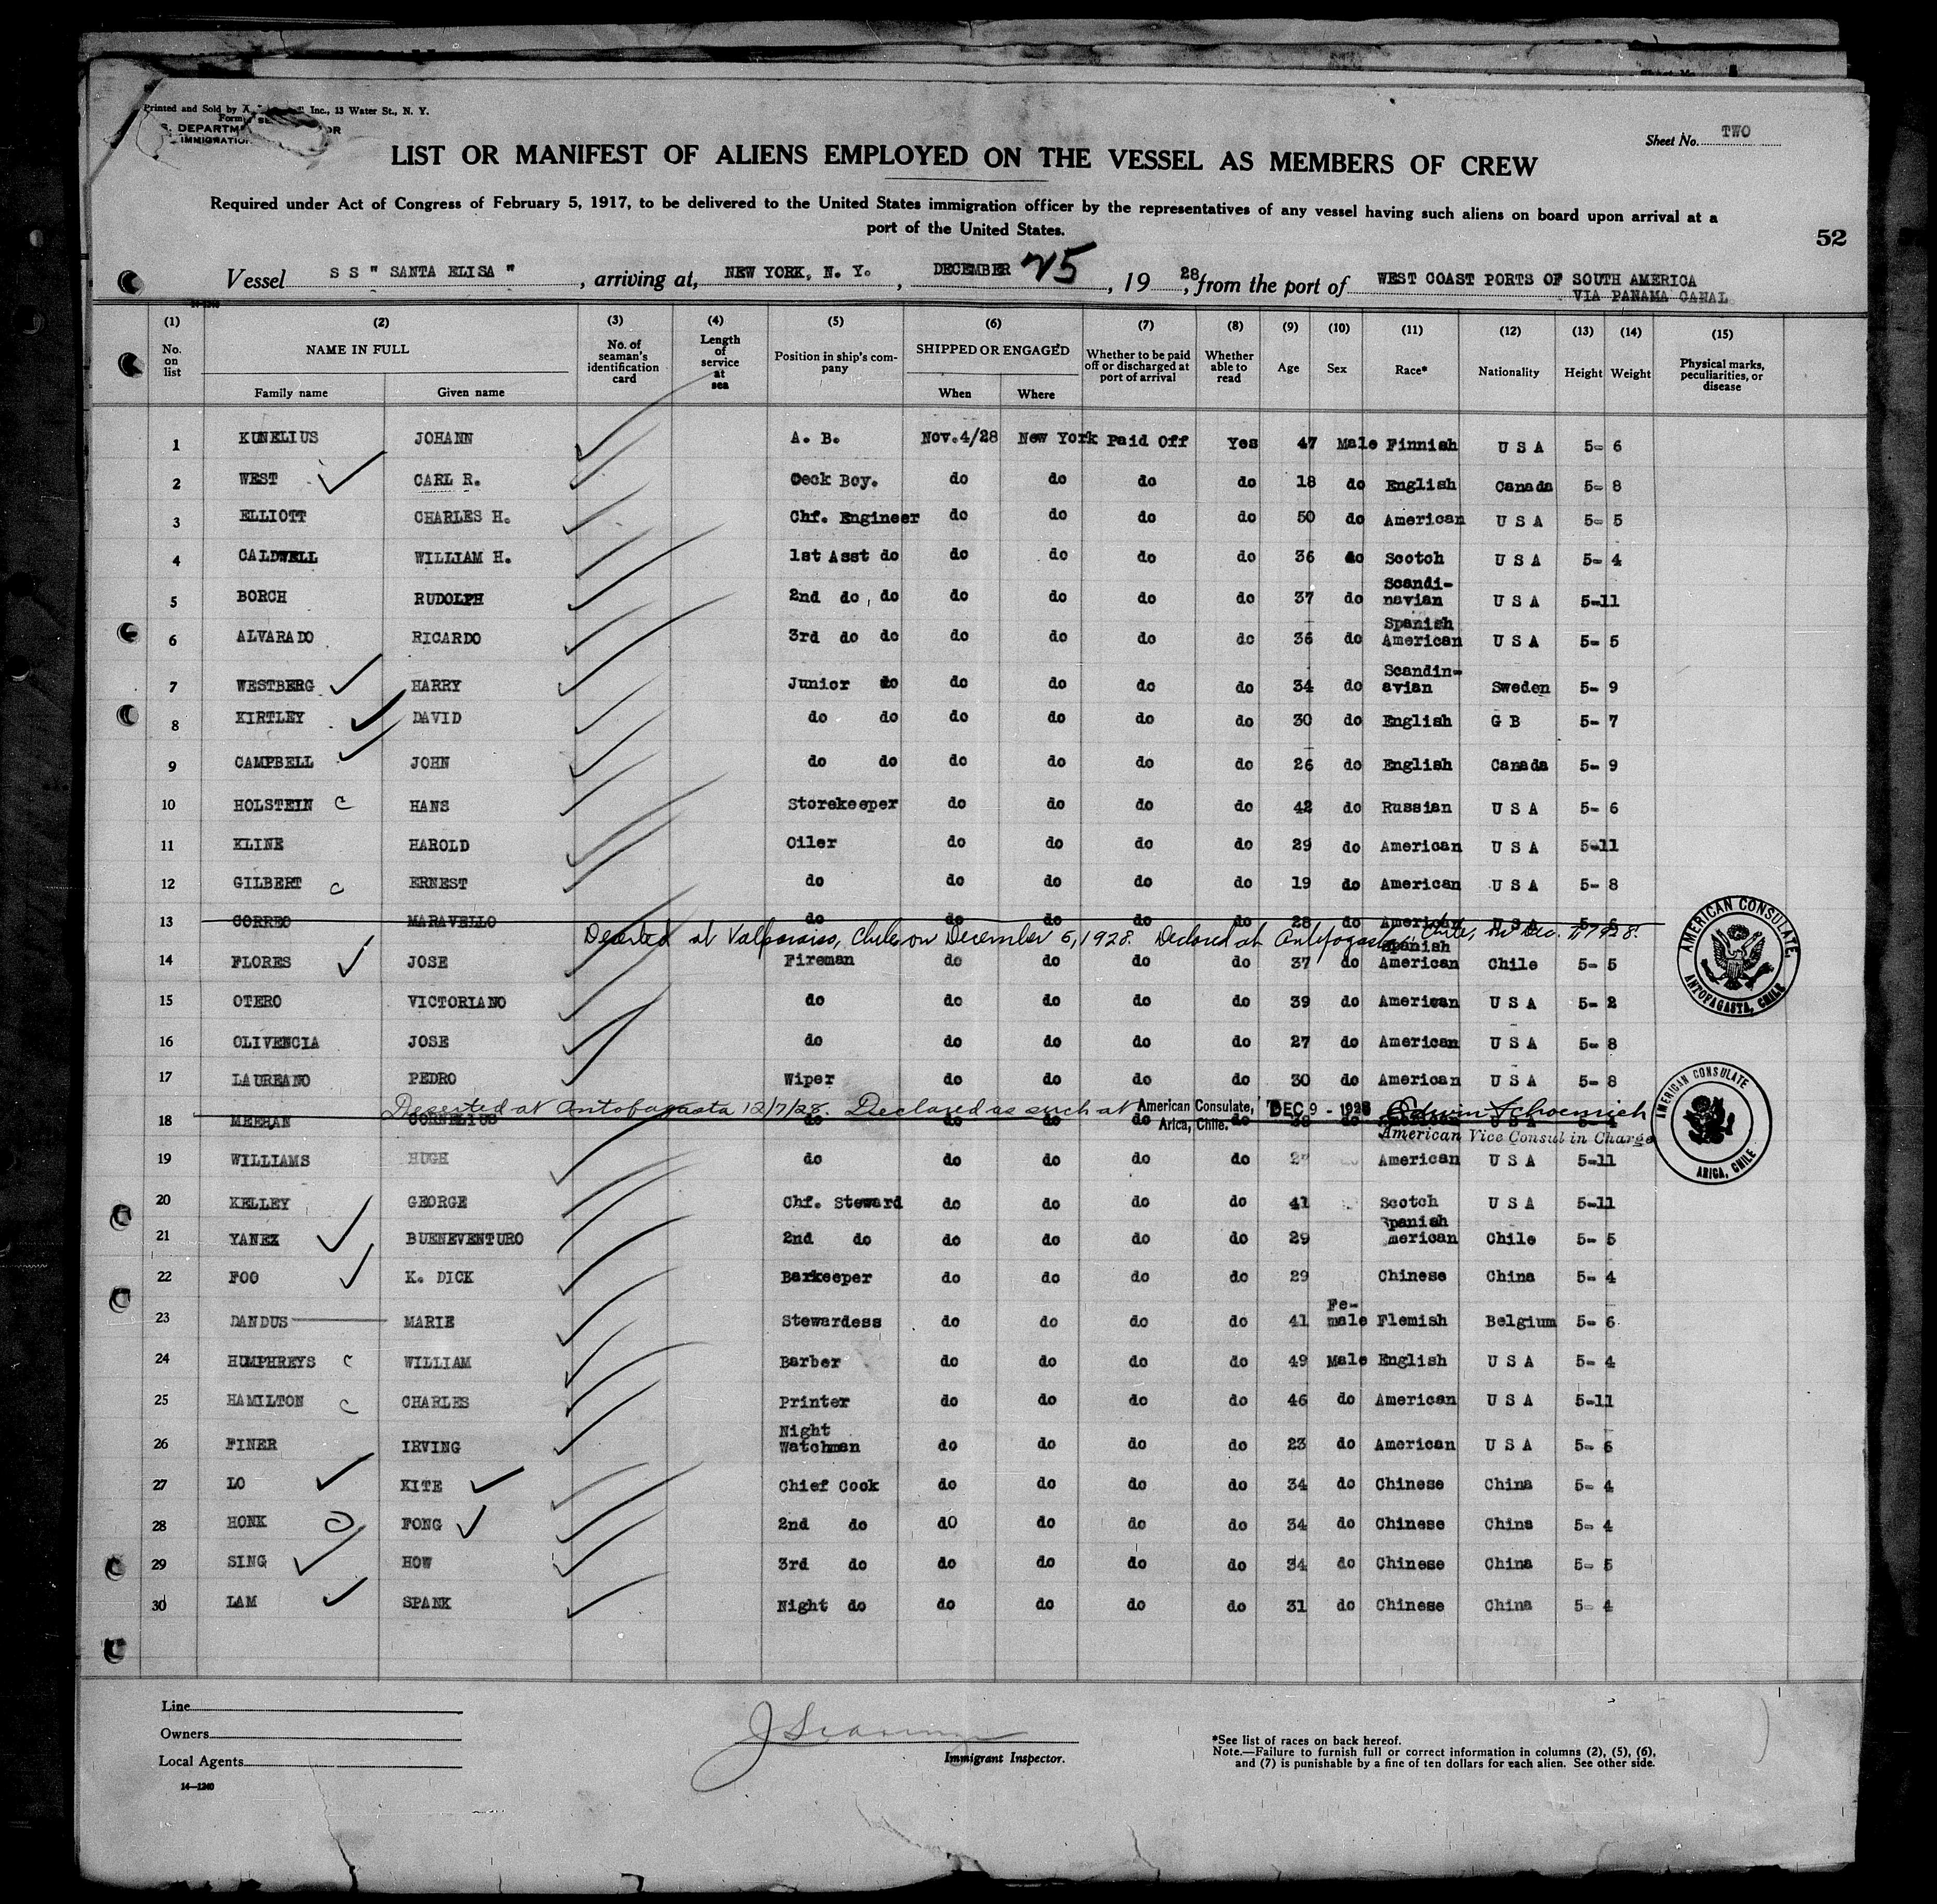 Sheet No. TWO
Printed and Sold by Inc., 13 Water St., N. Y.
Form
DEPARTM OR
IMMIGRATION
LIST OR MANIFEST OF ALIENS EMPLOYED ON THE VESSEL AS MEMBERS OF CREW
Required under Act of Congress of February 5, 1917, to be delivered to the United States immigration officer by the representatives of any vessel having such aliens on board upon arrival at a
port of the United States.
52
Vessel S S " SANTA ELISA " , arriving at, NEW YORK, N. Y. , DECEMBER 25 , 19 28 , from the port of WEST COAST PORTS OF SOUTH AMERICA
VIA PANAMA CANAL
14-1240
(1) (2) (3) (4) (5) (6) (7) (8) (9) (10) (11) (12) (13) (14) (15)
No. on list NAME IN FULL No. of seaman's identification card Length of service at sea Position in ship's company SHIPPED OR ENGAGED Whether to be paid off or discharged at port of arrival Whether able to read Age Sex Race* Nationality Height Weight Physical marks, peculiarities, or disease
Family name Given name When Where
1 KUNELIUS JOHANN A. B. Nov.4/28 New York Paid Off Yes 47 Male Finnish U S A 5- 6
2 WEST CARL R. Deck Boy. do do do do 18 do English Canada 5- 8
3 ELLIOTT CHARLES H. Chf. Engineer do do do do 50 do American U S A 5- 5
4 CALDWELL WILLIAM H. 1st Asst do do do do do 36 do Scotch U S A 5- 4
5 BORCH RUDOLPH 2nd do , do do do do do 37 do Scandi-navian U S A 5-11
6 ALVARADO RICARDO 3rd do do do do do do 36 do Spanish American U S A 5- 5
7 WESTBERG HARRY Junior do do do do do 34 do Scandin-avian Sweden 5- 9
8 KIRTLEY DAVID do do do do do do 30 do English G B 5- 7
9 CAMPBELL JOHN do do do do do do 26 do English Canada 5- 9
10 HOLSTEIN C HANS Storekeeper do do do do 42 do Russian U S A 5- 6
11 KLINE HAROLD Oiler do do do do 29 do American U S A 5-11
12 GILBERT C ERNEST do do do do do 19 do American U S A 5- 8
13 CORREO MARAVELLO do do do do do 28 do American U S A 5- 6
Deserted at Valparaiso, Chile on December 5, 1928. Declared at Antofagasta, Chile, on Dec.
AMERICAN CONSULATE, ANTOFAGASTA, CHILE
14 FLORES JOSE Fireman do do do do 37 do Spanish American Chile 5- 5
15 OTERO VICTORIANO do do do do do 39 do American U S A 5- 2
16 OLIVENCIA JOSE do do do do do 27 do American U S A 5- 8
17 LAUREANO PEDRO Wiper do do do do 30 do American U S A 5- 8
Deserted at Antofagasta 12/7/28. Declared as such at American Consulate, Arica, Chile. DEC 9 - 1928 Edwin Schoenrich
American Vice Consul in Charge
AMERICAN CONSULATE ARICA, CHILE
18 MEEHAN CORNELIUS do do do do do 38 do U S A 5- 4
19 WILLIAMS HUGH do do do do do American U S A 5-11
20 KELLEY GEORGE Chf. Steward do do do do 41 Scotch U S A 5-11
21 YANEZ BUENEVENTURO 2nd do do do do do 29 Spanish American Chile 5- 5
22 FOO K. DICK Barkeeper do do do do 29 Chinese China 5- 4
23 DANDUS MARIE Stewardess do do do do 41 Fe-male Flemish Belgium 5- 6
24 HUMPHREYS C WILLIAM Barber do do do do 49 Male English U S A 5- 4
25 HAMILTON C CHARLES Printer do do do do 46 do American U S A 5-11
26 FINER IRVING Night Watchman do do do do 23 do American U S A 5- 6
27 LO KITE Chief Cook do do do do 34 do Chinese China 5- 4
28 HONK FONG 2nd do dO do do do 34 do Chinese China 5- 4
29 SING HOW 3rd do do do do do 34 do Chinese China 5- 5
30 LAM SPANK Night do do do do do 31 do Chinese China 5- 4
Line
Owners
Local Agents
14—1240
Immigrant Inspector.
*See list of races on back hereof.
Note.—Failure to furnish full or correct information in columns (2), (5), (6),
and (7) is punishable by a fine of ten dollars for each alien. See other side.